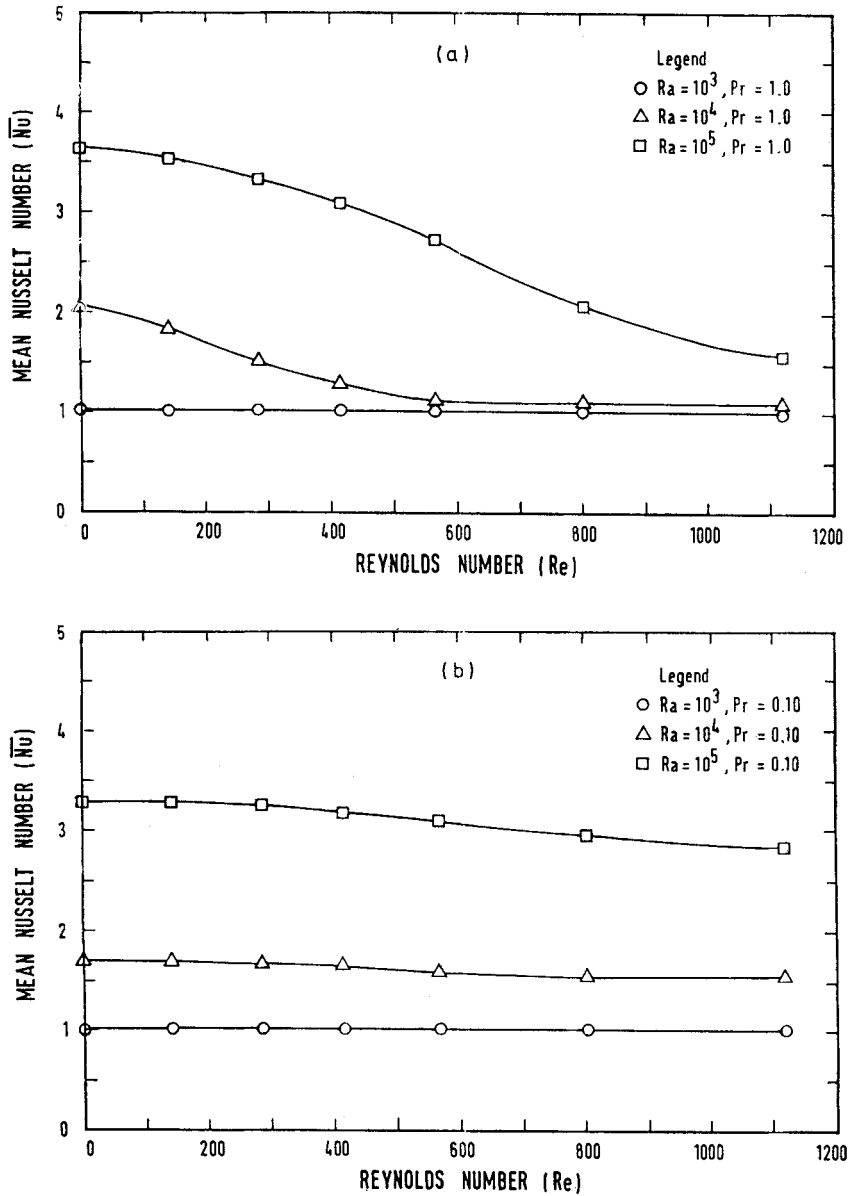 5
(a)
Legend
Ra = 10³ , Pr = 1.0
Ra = 10⁴ , Pr = 1.0
Ra = 10⁵ , Pr = 1.0
4
3
2
1
0
MEAN NUSSELT NUMBER (N̅u̅)
0 200 400 600 800 1000 1200
REYNOLDS NUMBER (Re)
5
(b)
Legend
Ra = 10³ , Pr = 0.10
Ra = 10⁴ , Pr = 0.10
Ra = 10⁵ , Pr = 0.10
4
3
2
1
0
MEAN NUSSELT NUMBER (N̅u̅)
0 200 400 600 800 1000 1200
REYNOLDS NUMBER (Re)